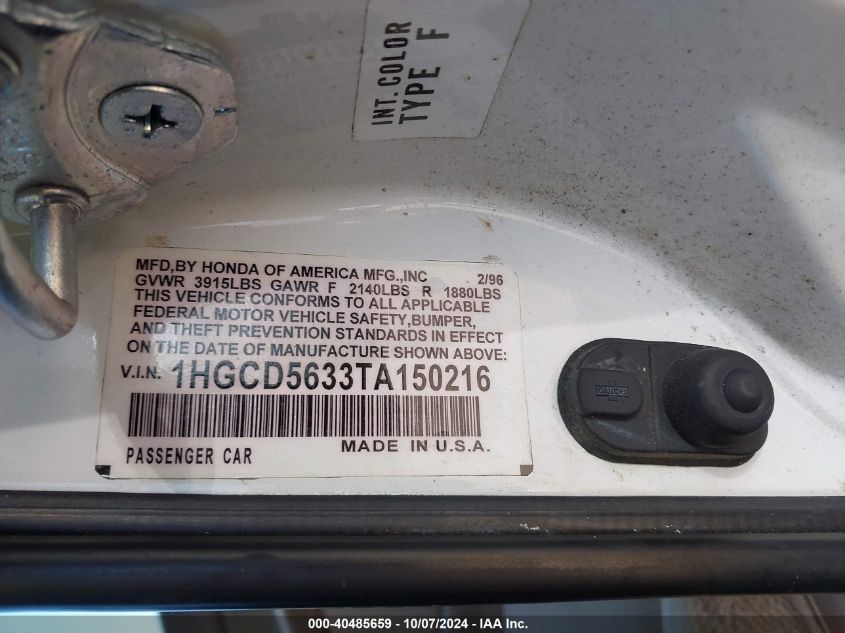 INT. COLOR
TYPE F
MFD,BY HONDA OF AMERICA MFG.,INC 2/96
GVWR 3915LBS GAWR F 2140LBS R 1880LBS
THIS VEHICLE CONFORMS TO ALL APPLICABLE
FEDERAL MOTOR VEHICLE SAFETY,BUMPER,
AND THEFT PREVENTION STANDARDS IN EFFECT
ON THE DATE OF MANUFACTURE SHOWN ABOVE:
V.I.N. 1HGCD5633TA150216
PASSENGER CAR MADE IN U.S.A.
DAIICHI
000-40485659 - 10/07/2024 - IAA Inc.